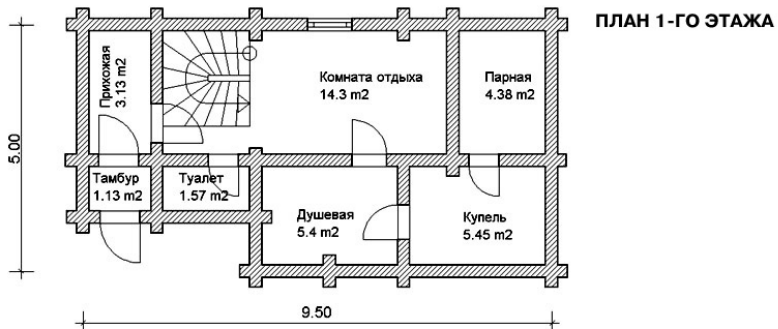 ПЛАН 1-ГО ЭТАЖА
Прихожая
3.13 m2
Комната отдыха
14.3 m2
Парная
4.38 m2
5.00
Тамбур
1.13 m2
Туалет
1.57 m2
Душевая
5.4 m2
Купель
5.45 m2
9.50